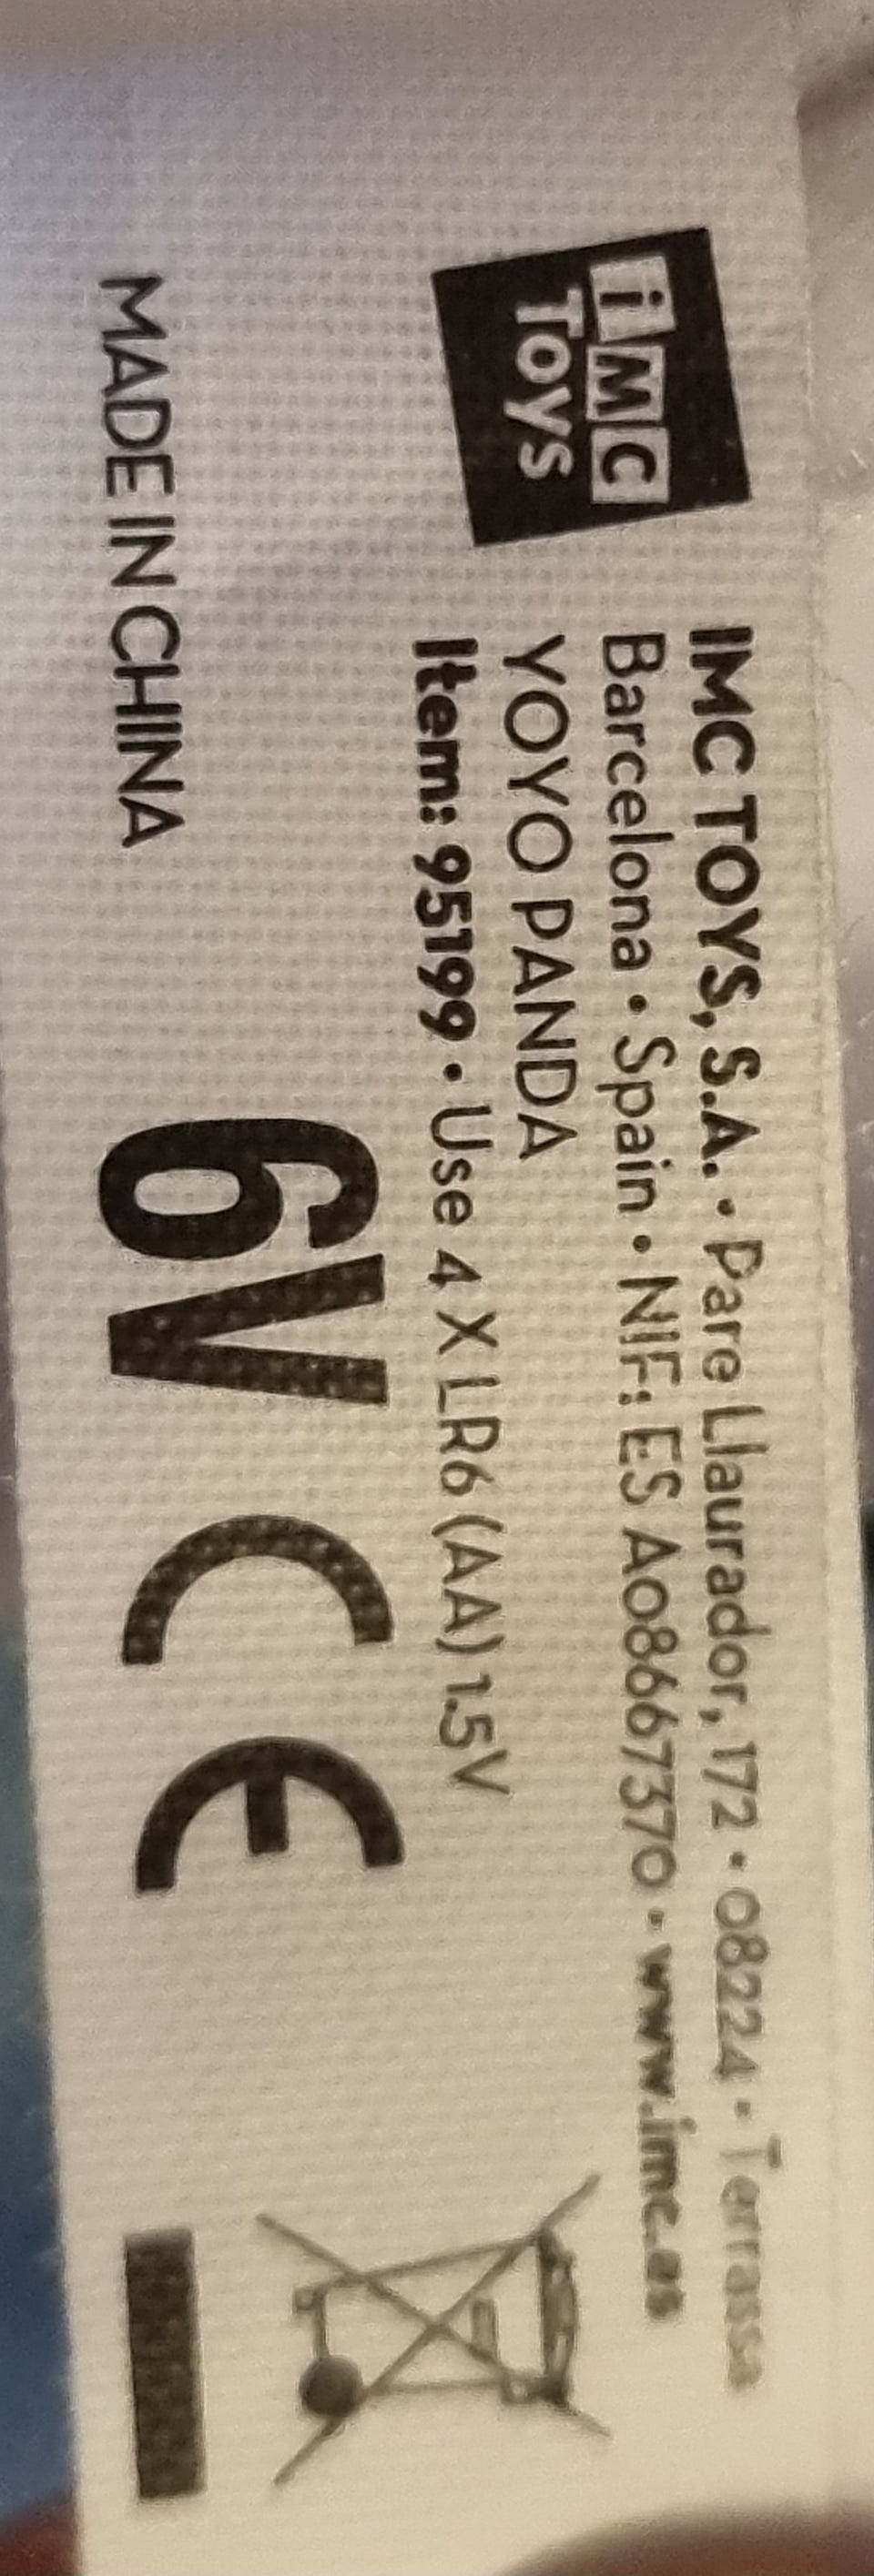 iMC
Toys
IMC TOYS, S.A. • Pare Llaurador, 172 • 08224 • Terrassa
Barcelona • Spain • NIF: ES A08667370 • www.imc.es
YOYO PANDA
Item: 95199 • Use 4 X LR6 (AA) 1.5V
MADE IN CHINA
6V CE